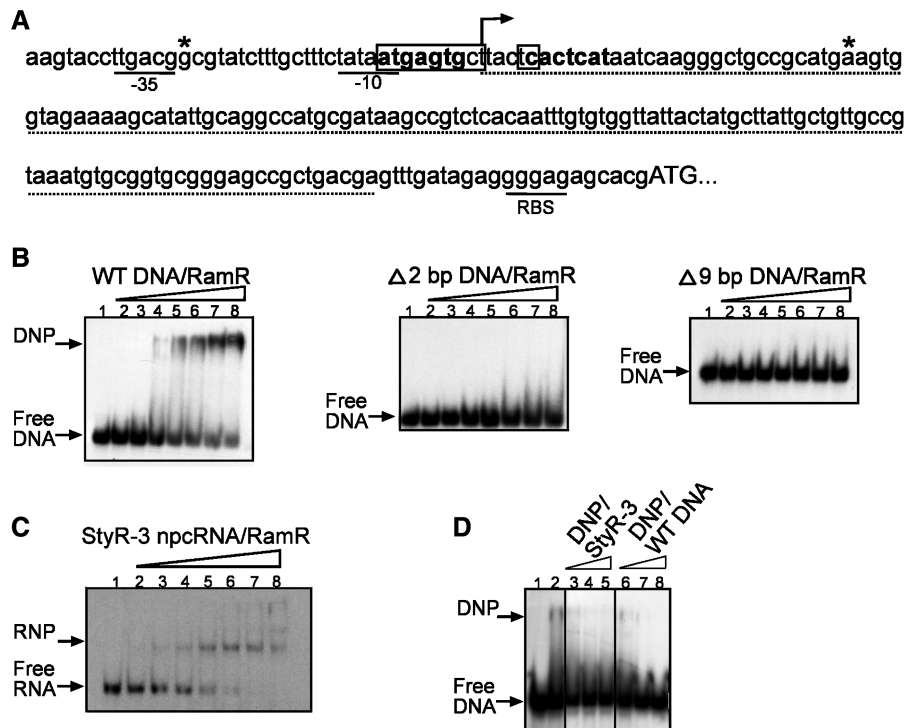 A
* *
aagtaccttgacggcgtatctttgctttctataatgagtgcttactcactcataatcaagggctgccgcatgaagtg
-35 -10
gtagaaaaagcatattgcaggccatgcgataagccgtctcacaatttgtgtggttattactatgcttattgctgttgccg
taaatgtgcggtgcgggagccgctgacgagtttgatagaggggagagcacgATG...
RBS
B
WT DNA/RamR
1 2 3 4 5 6 7 8
DNP
Free
DNA
Δ2 bp DNA/RamR
1 2 3 4 5 6 7 8
Free
DNA
Δ9 bp DNA/RamR
1 2 3 4 5 6 7 8
Free
DNA
C
StyR-3 npcRNA/RamR
1 2 3 4 5 6 7 8
RNP
Free
RNA
D
DNP/
StyR-3
DNP/
WT DNA
1 2 3 4 5 6 7 8
DNP
Free
DNA